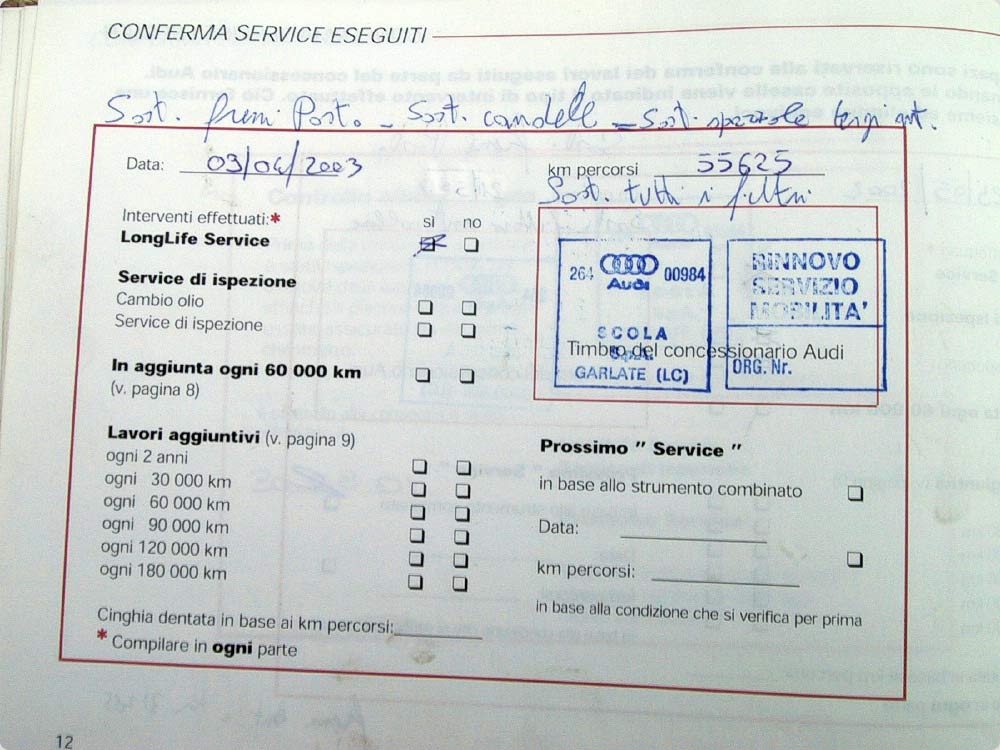 CONFERMA SERVICE ESEGUITI
Sost. freni Post. - Sost. candele - Sost. spazzole tergi ant.
Data: 03/04/2003
km percorsi 55625
Sost. tutti i filtri
Interventi effettuati:*
sì no
LongLife Service
Service di ispezione
Cambio olio
Service di ispezione
In aggiunta ogni 60 000 km
(v. pagina 8)
264 00984
Audi
SCOLA
S.p.A.
GARLATE (LC)
RINNOVO
SERVIZIO
MOBILITA'
ORG. Nr.
Timbro del concessionario Audi
Lavori aggiuntivi (v. pagina 9)
ogni 2 anni
ogni 30 000 km
ogni 60 000 km
ogni 90 000 km
ogni 120 000 km
ogni 180 000 km
Cinghia dentata in base ai km percorsi:
* Compilare in ogni parte
Prossimo " Service "
in base allo strumento combinato
Data:
km percorsi:
in base alla condizione che si verifica per prima
12